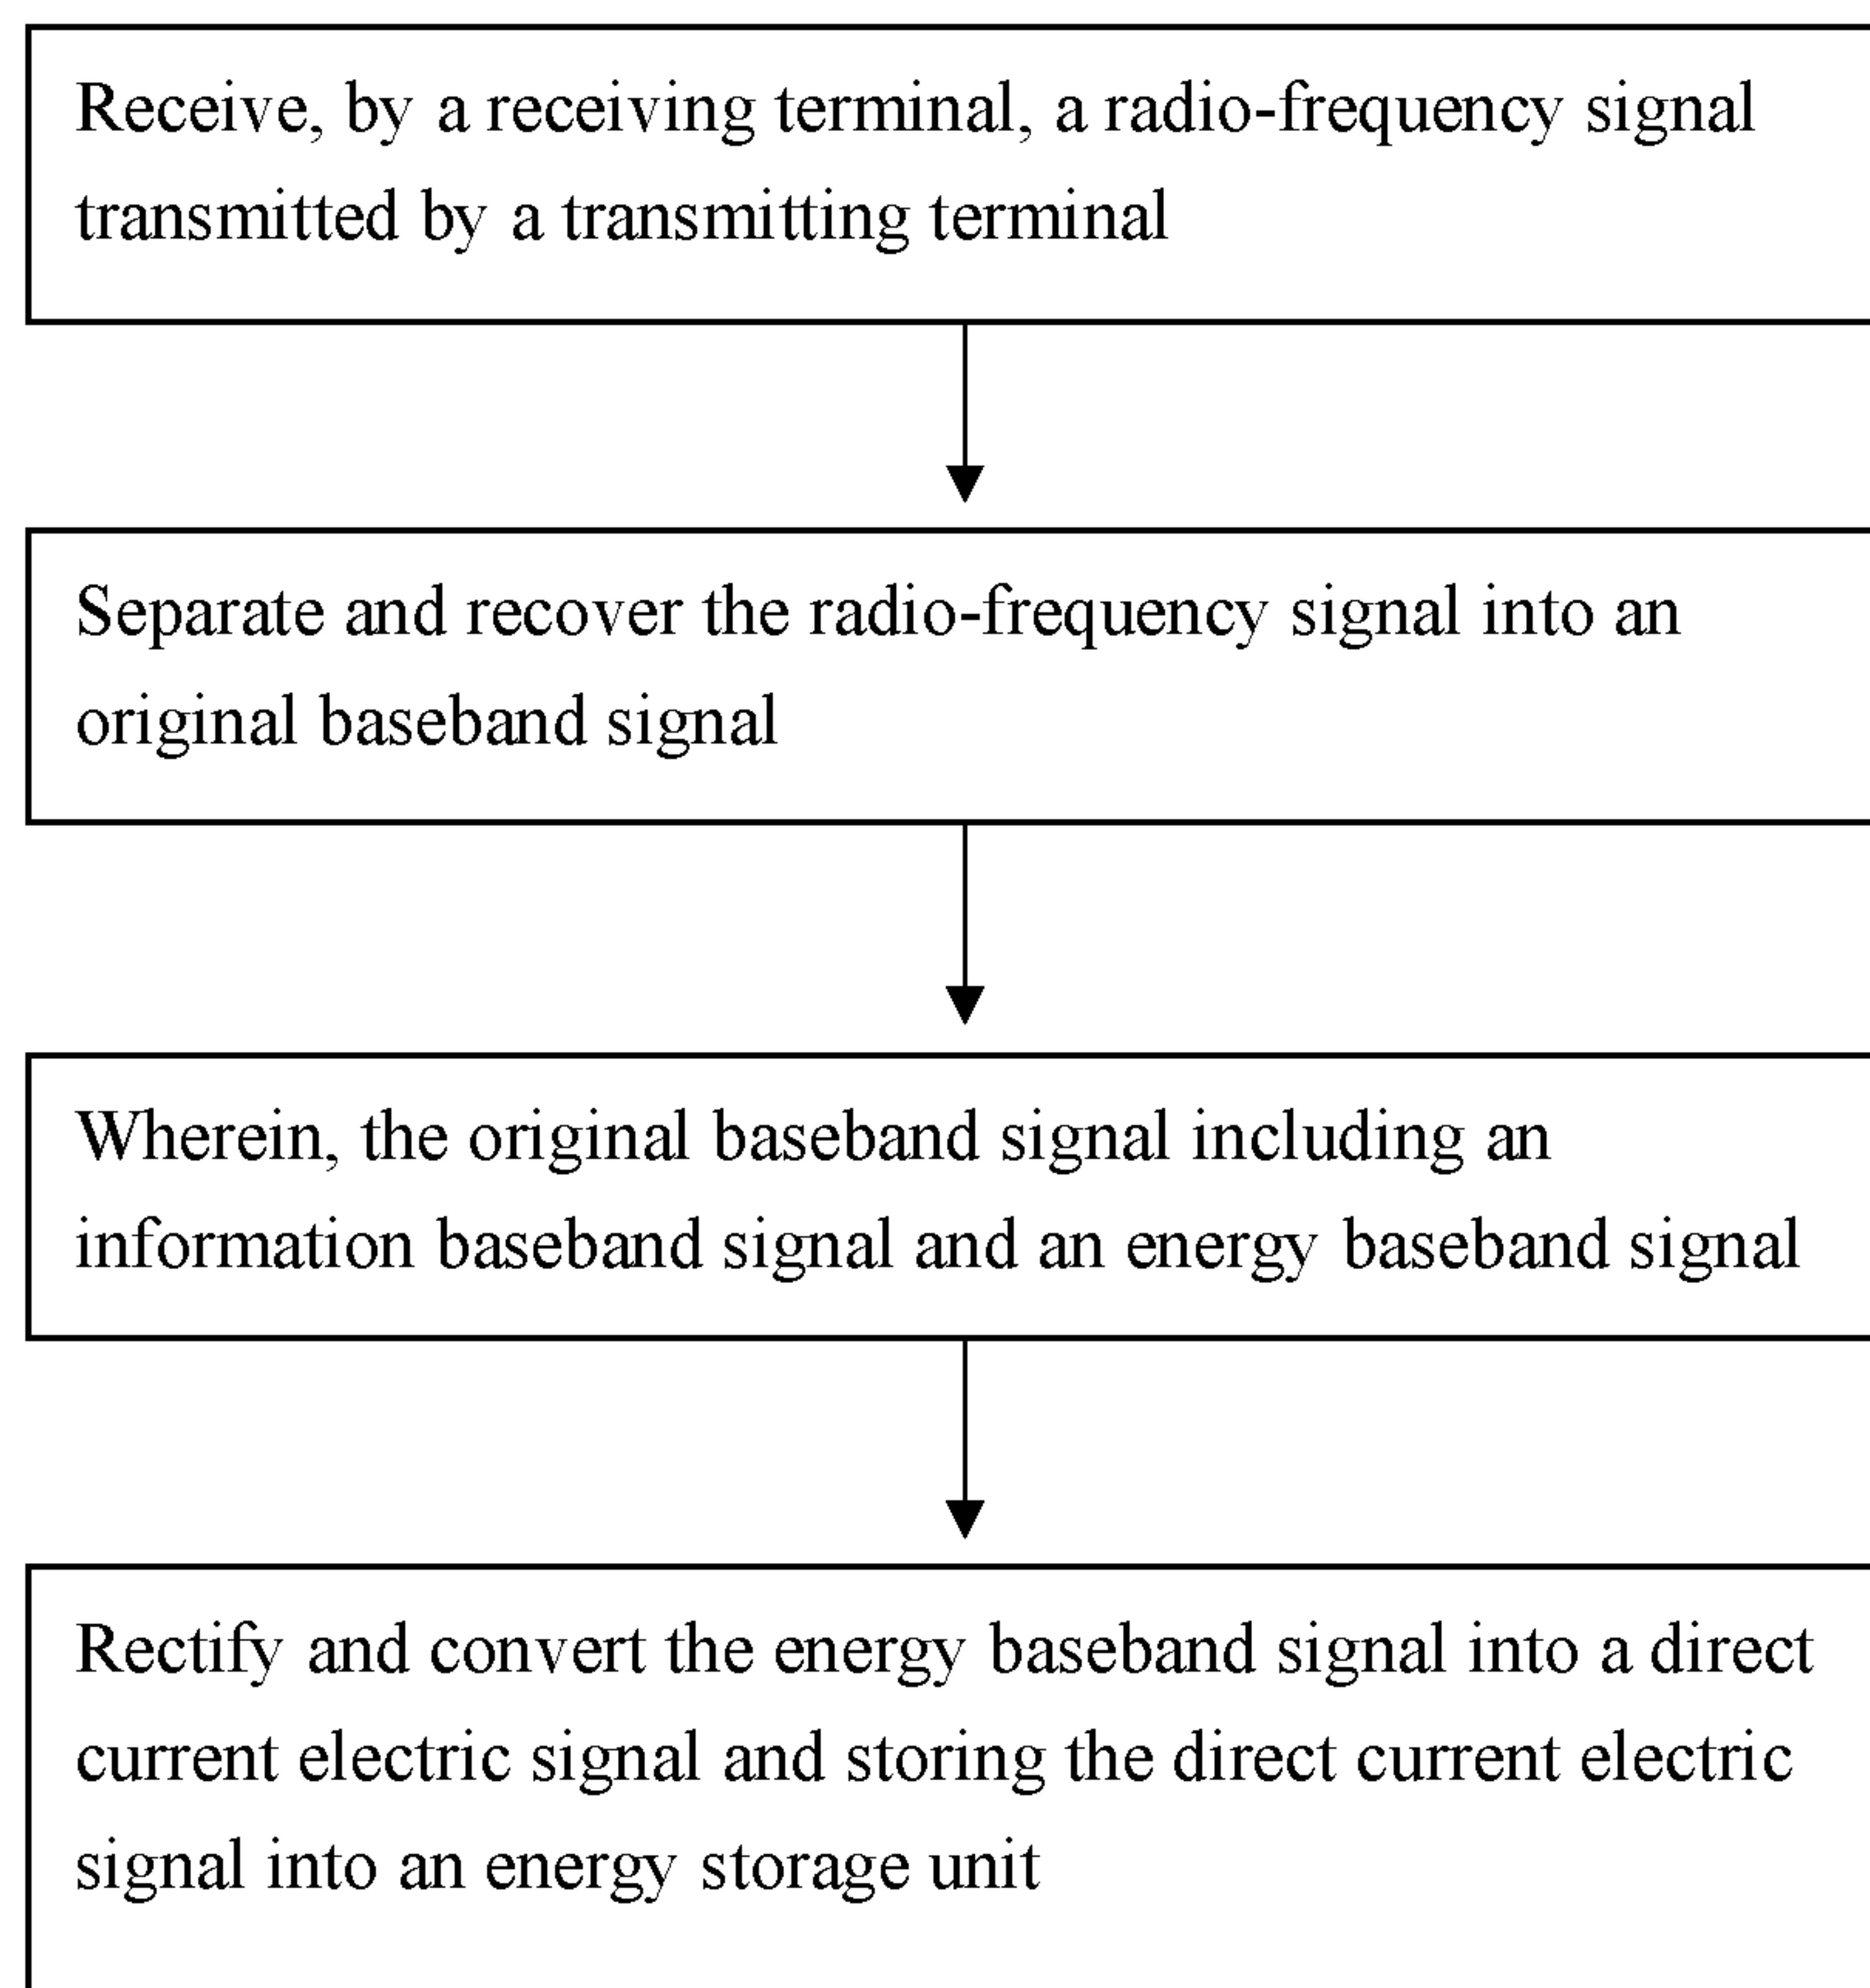 Receive, by a receiving terminal, a radio-frequency signal
transmitted by a transmitting terminal
Separate and recover the radio-frequency signal into an
original baseband signal
Wherein, the original baseband signal including an
information baseband signal and an energy baseband signal
Rectify and convert the energy baseband signal into a direct
current electric signal and storing the direct current electric
signal into an energy storage unit